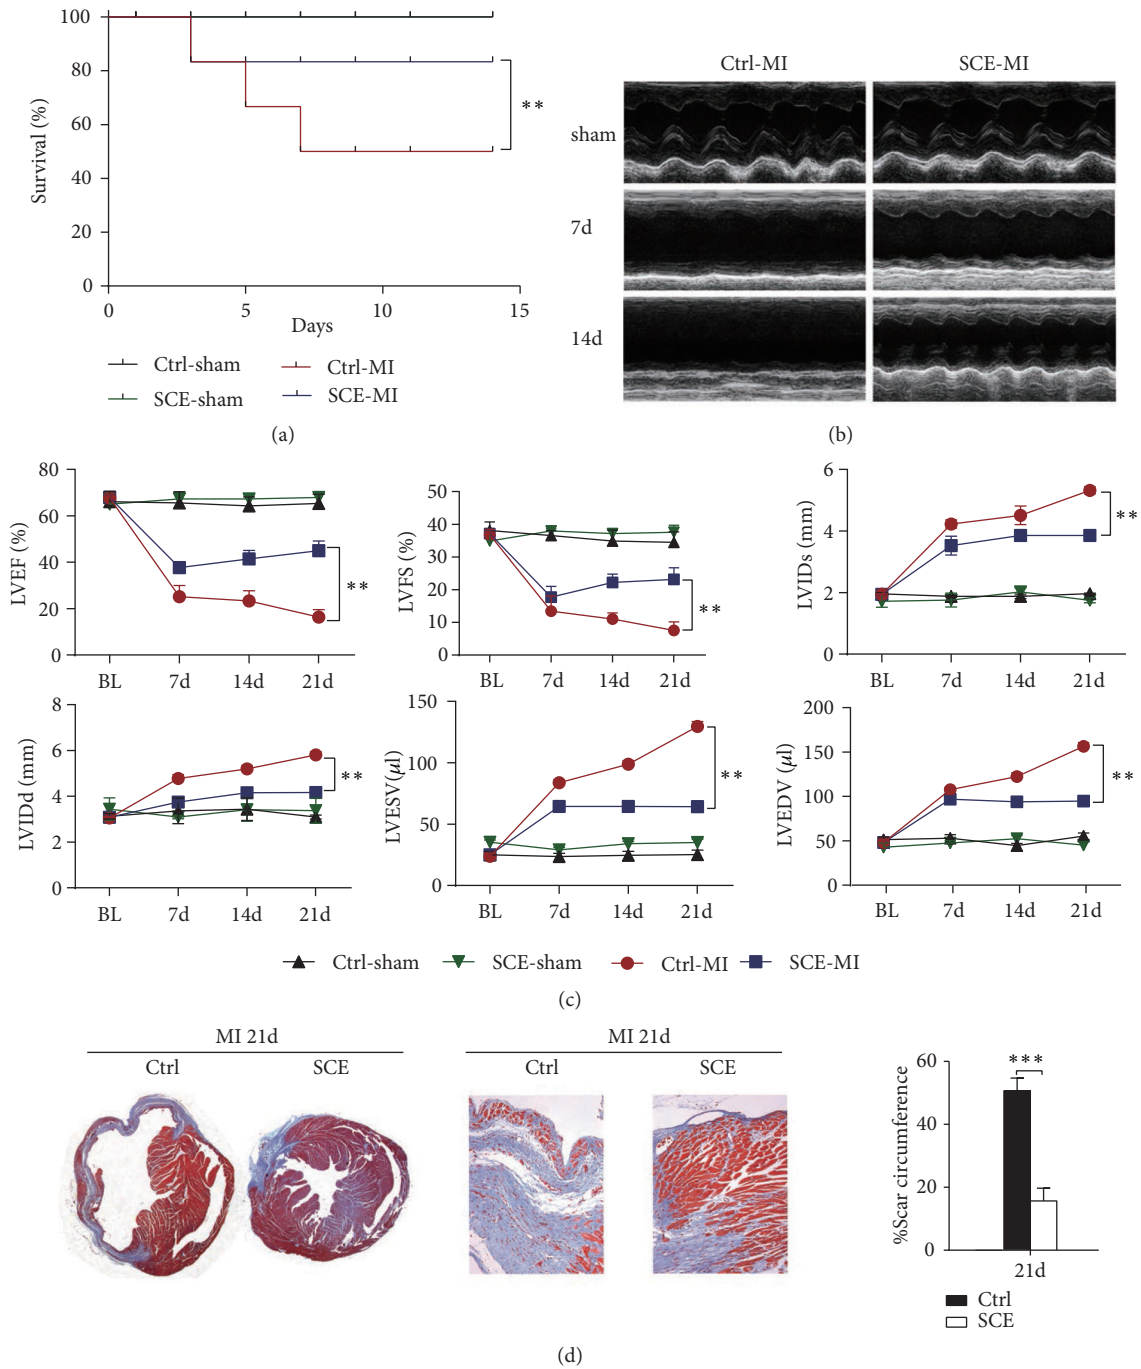 100
80
60
40
20
0
Survival (%)
**
0 5 10 15
Days
Ctrl-sham Ctrl-MI
SCE-sham SCE-MI
(a)
Ctrl-MI SCE-MI
sham
7d
14d
(b)
80
60
40
20
0
LVEF (%)
**
BL 7d 14d 21d
50
40
30
20
10
0
LVFS (%)
**
BL 7d 14d 21d
6
4
2
0
LVIDs (mm)
**
BL 7d 14d 21d
8
6
4
2
0
LVIDd (mm)
**
BL 7d 14d 21d
150
100
50
0
LVESV(μl)
**
BL 7d 14d 21d
200
150
100
50
0
LVEDV (μl)
**
BL 7d 14d 21d
Ctrl-sham SCE-sham Ctrl-MI SCE-MI
(c)
MI 21d
Ctrl SCE
MI 21d
Ctrl SCE
60
40
20
0
%Scar circumference
***
21d
Ctrl
SCE
(d)